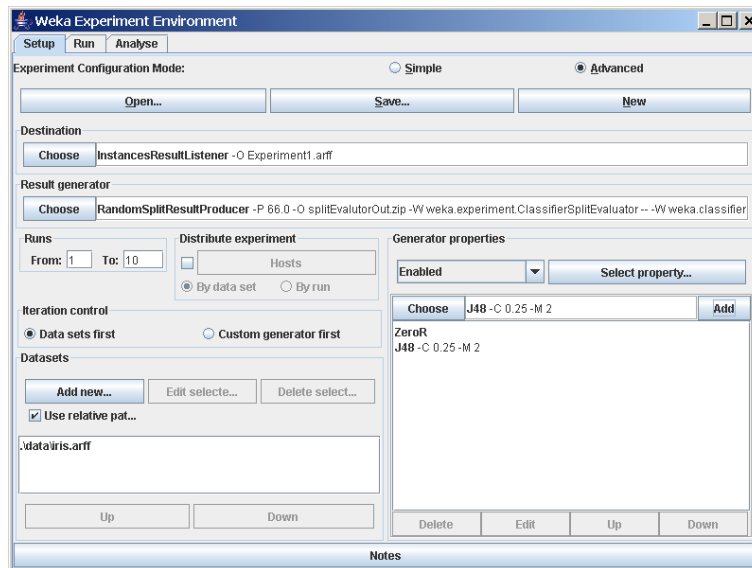 Weka Experiment Environment
Setup Run Analyse
Experiment Configuration Mode: Simple Advanced
Open... Save... New
Destination
Choose InstancesResultListener -O Experiment1.arff
Result generator
Choose RandomSplitResultProducer -P 66.0 -O splitEvalutorOut.zip -W weka.experiment.ClassifierSplitEvaluator -- -W weka.classifier
Runs Distribute experiment Generator properties
From: 1 To: 10 Hosts Enabled Select property...
By data set By run
Choose J48 -C 0.25 -M 2 Add
Iteration control
Data sets first Custom generator first
ZeroR
J48 -C 0.25 -M 2
Datasets
Add new... Edit selecte... Delete select...
Use relative pat...
.\data\iris.arff
Up Down
Delete Edit Up Down
Notes